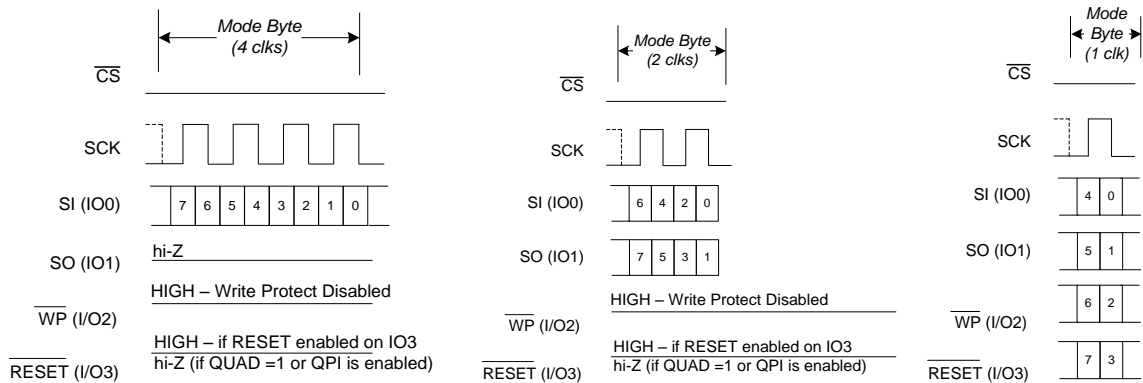 Mode Byte
(4 clks)
CS
SCK
SI (IO0)
7 6 5 4 3 2 1 0
SO (IO1)
hi-Z
HIGH – Write Protect Disabled
WP (I/O2)
HIGH – if RESET enabled on IO3
RESET (I/O3)
hi-Z (if QUAD =1 or QPI is enabled)
Mode Byte
(2 clks)
CS
SCK
SI (IO0)
6 4 2 0
SO (IO1)
7 5 3 1
HIGH – Write Protect Disabled
WP (I/O2)
HIGH – if RESET enabled on IO3
RESET (I/O3)
hi-Z (if QUAD =1 or QPI is enabled)
Mode
Byte
(1 clk)
CS
SCK
SI (IO0)
4 0
SO (IO1)
5 1
WP (I/O2)
6 2
RESET (I/O3)
7 3